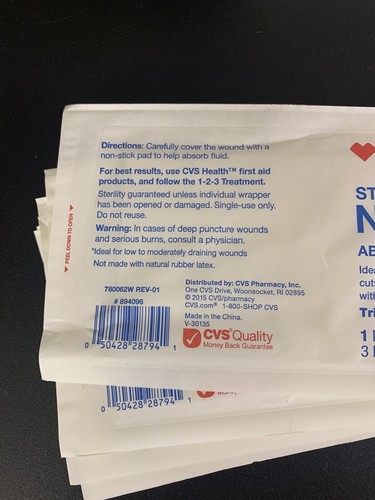 Directions: Carefully cover the wound with a
non-stick pad to help absorb fluid.
For best results, use CVS Health™ first aid
products, and follow the 1-2-3 Treatment.
Sterility guaranteed unless individual wrapper
has been opened or damaged. Single-use only.
Do not reuse.
Warning: In cases of deep puncture wounds
and serious burns, consult a physician.
*Ideal for low to moderately draining wounds
Not made with natural rubber latex.
PEEL DOWN TO OPEN
780062W REV-01
# 894096
0 50428 28794 1
Distributed by: CVS Pharmacy, Inc.
One CVS Drive, Woonsocket, RI 02895
© 2015 CVS/pharmacy
CVS.com® 1-800-SHOP CVS
Made in the China.
V-30135
CVS Quality
Money Back Guarantee
ST
N
AB
Idea
cuts
with
Tri
1 
3 
0 50428 28794 1